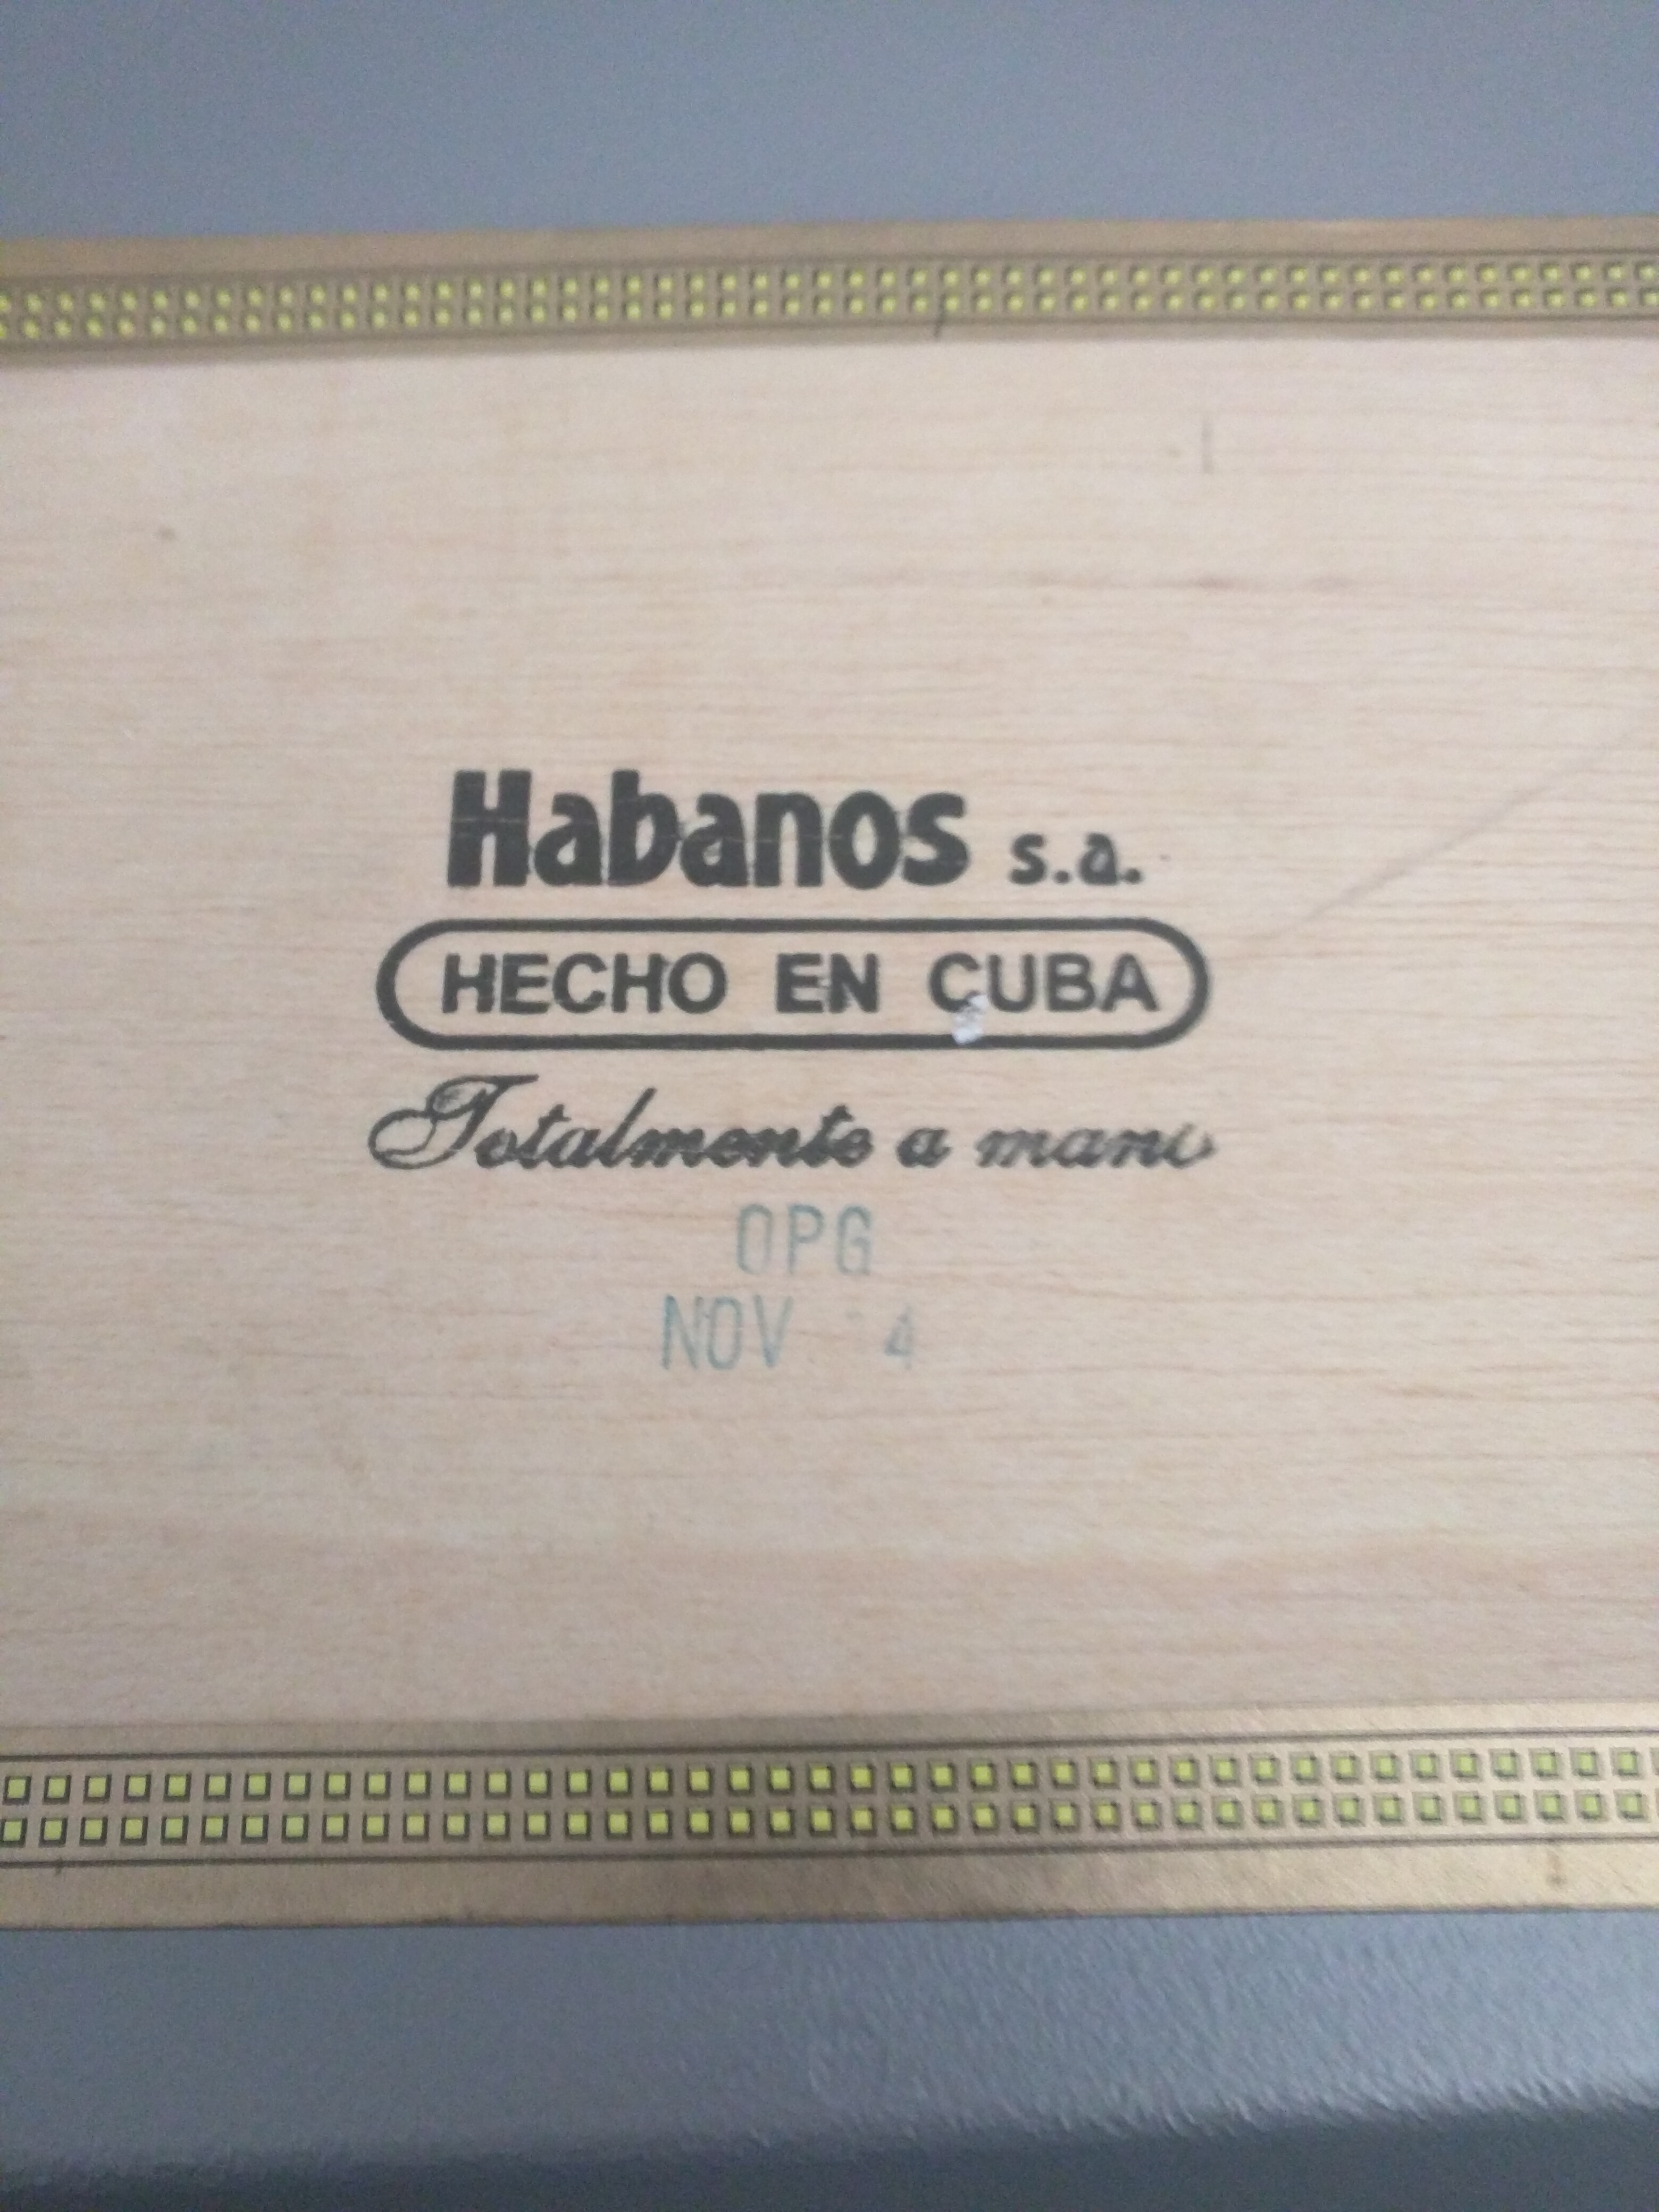 Habanos s.a.
HECHO EN CUBA
Totalmente a mano
OPG
NOV 4